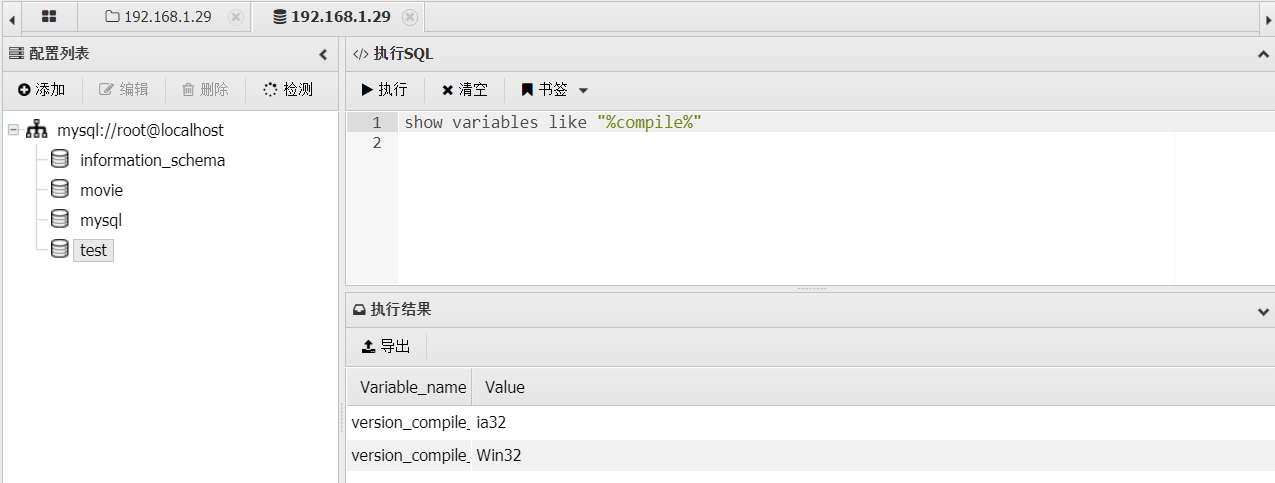 192.168.1.29
192.168.1.29
配置列表
执行SQL
添加 编辑 删除 检测
执行 清空 书签
mysql://root@localhost
information_schema
movie
mysql
test
1 show variables like "%compile%"
2
执行结果
导出
Variable_name Value
version_compile_ ia32
version_compile_ Win32